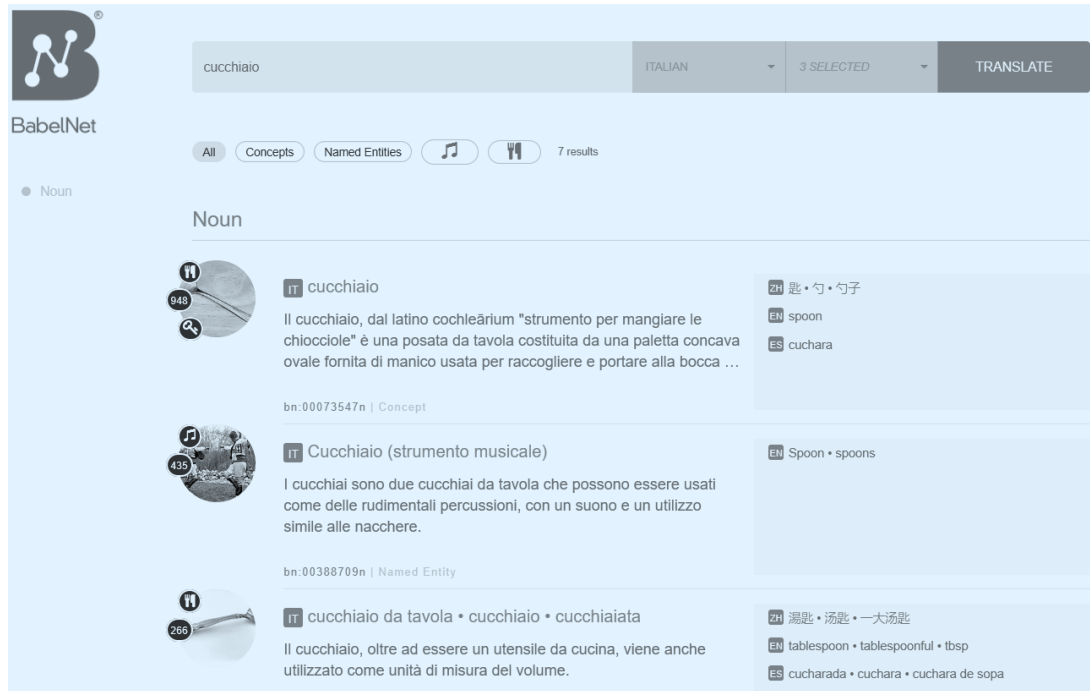 ®
BabelNet
cucchiaio ITALIAN 3 SELECTED TRANSLATE
All Concepts Named Entities 7 results
Noun
Noun
948
IT cucchiaio
Il cucchiaio, dal latino cochleārium "strumento per mangiare le
chiocciole" è una posata da tavola costituita da una paletta concava
ovale fornita di manico usata per raccogliere e portare alla bocca …
bn:00073547n | Concept
ZH 匙 • 勺 • 勺子
EN spoon
ES cuchara
435
IT Cucchiaio (strumento musicale)
I cucchiai sono due cucchiai da tavola che possono essere usati
come delle rudimentali percussioni, con un suono e un utilizzo
simile alle nacchere.
bn:00388709n | Named Entity
EN Spoon • spoons
266
IT cucchiaio da tavola • cucchiaio • cucchiaiata
Il cucchiaio, oltre ad essere un utensile da cucina, viene anche
utilizzato come unità di misura del volume.
ZH 湯匙 • 汤匙 • 一大汤匙
EN tablespoon • tablespoonful • tbsp
ES cucharada • cuchara • cuchara de sopa